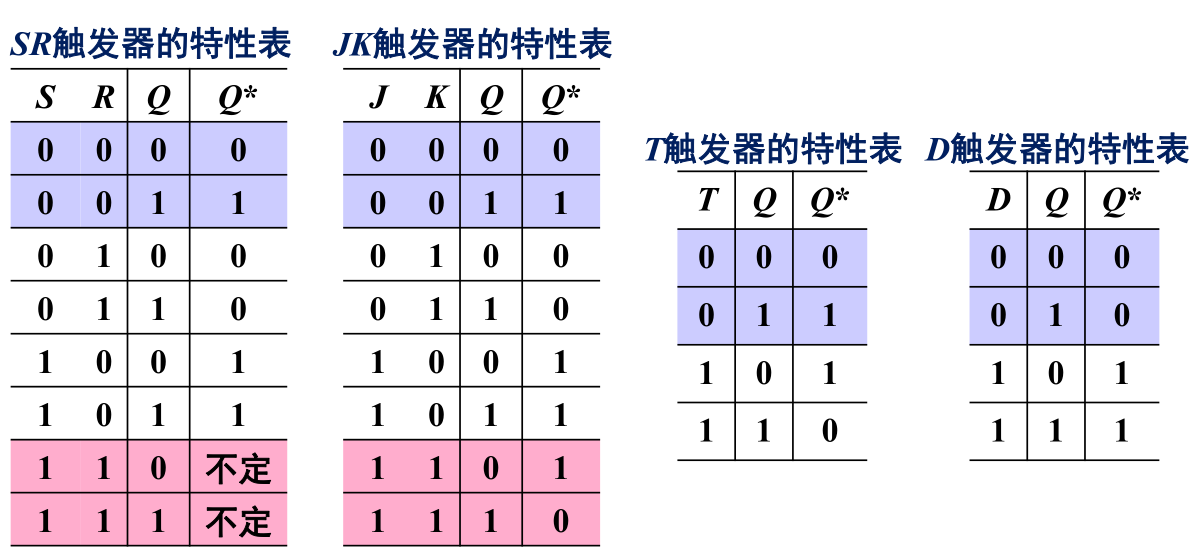 SR触发器的特性表
S R Q Q*
0 0 0 0
0 0 1 1
0 1 0 0
0 1 1 0
1 0 0 1
1 0 1 1
1 1 0 不定
1 1 1 不定
JK触发器的特性表
J K Q Q*
0 0 0 0
0 0 1 1
0 1 0 0
0 1 1 0
1 0 0 1
1 0 1 1
1 1 0 1
1 1 1 0
T触发器的特性表
T Q Q*
0 0 0
0 1 1
1 0 1
1 1 0
D触发器的特性表
D Q Q*
0 0 0
0 1 0
1 0 1
1 1 1